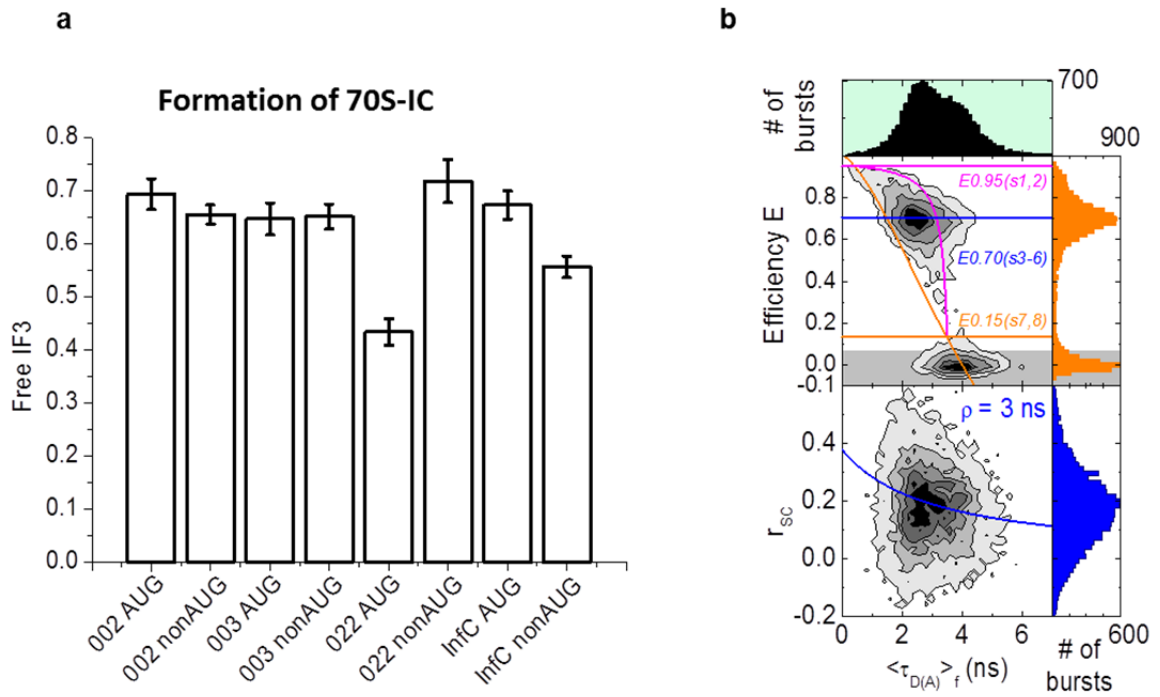 a
Formation of 70S-IC
Free IF3
0.8
0.7
0.6
0.5
0.4
0.3
0.2
0.1
0.0
002 AUG
002 nonAUG
003 AUG
003 nonAUG
022 AUG
022 nonAUG
InfC AUG
InfC nonAUG
b
# of
bursts
700
900
Efficiency E
0.8
0.6
0.4
0.2
0.0
-0.1
E0.95(s1,2)
E0.70(s3-6)
E0.15(s7,8)
ρ = 3 ns
rsc
0.4
0.2
0.0
-0.2
0 2 4 6
600
<τD(A)>f (ns)
# of
bursts